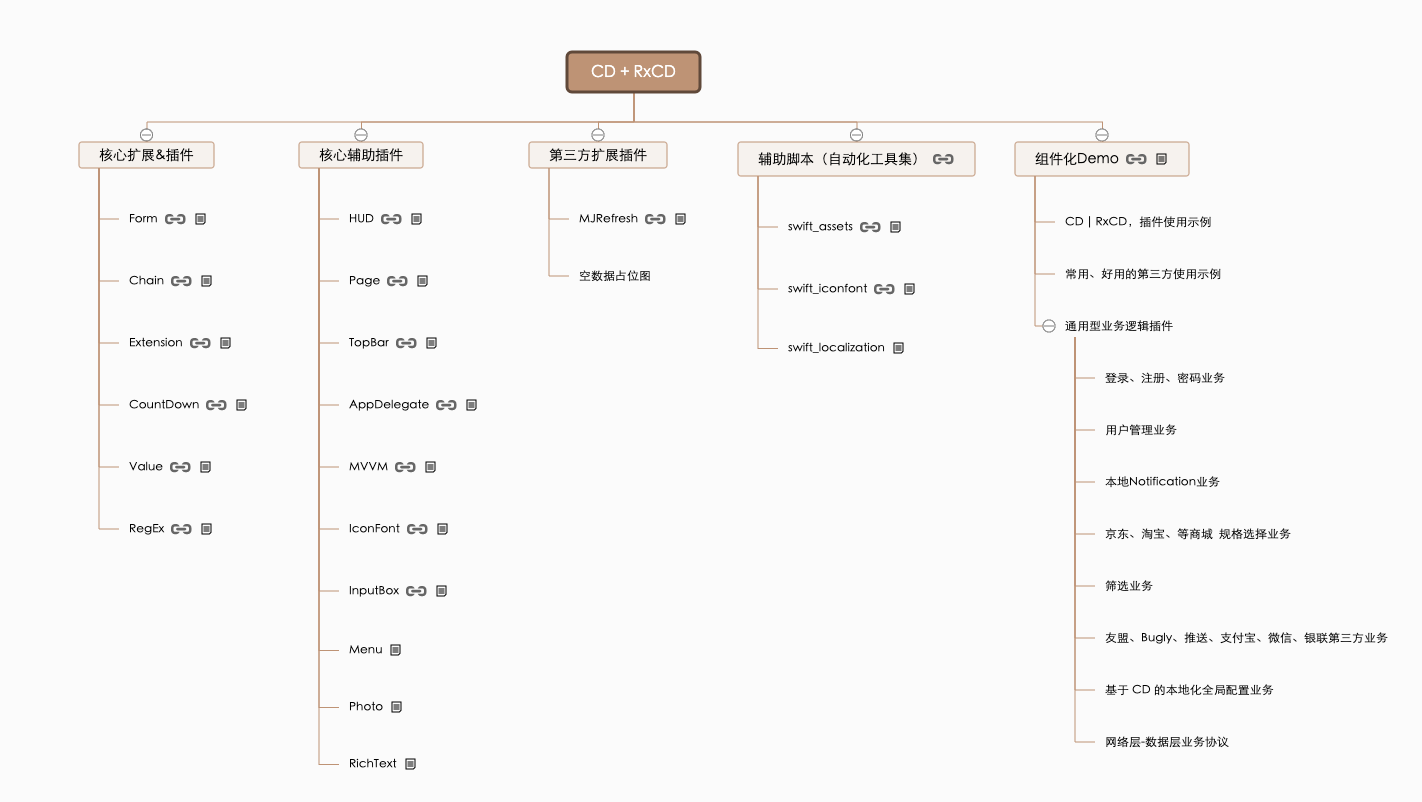 CD + RxCD
核心扩展&插件
Form
Chain
Extension
CountDown
Value
RegEx
核心辅助插件
HUD
Page
TopBar
AppDelegate
MVVM
IconFont
InputBox
Menu
Photo
RichText
第三方扩展插件
MJRefresh
空数据占位图
辅助脚本（自动化工具集）
swift_assets
swift_iconfont
swift_localization
组件化Demo
CD | RxCD，插件使用示例
常用、好用的第三方使用示例
通用型业务逻辑插件
登录、注册、密码业务
用户管理业务
本地Notification业务
京东、淘宝、等商城 规格选择业务
筛选业务
友盟、Bugly、推送、支付宝、微信、银联第三方业务
基于 CD 的本地化全局配置业务
网络层-数据层业务协议